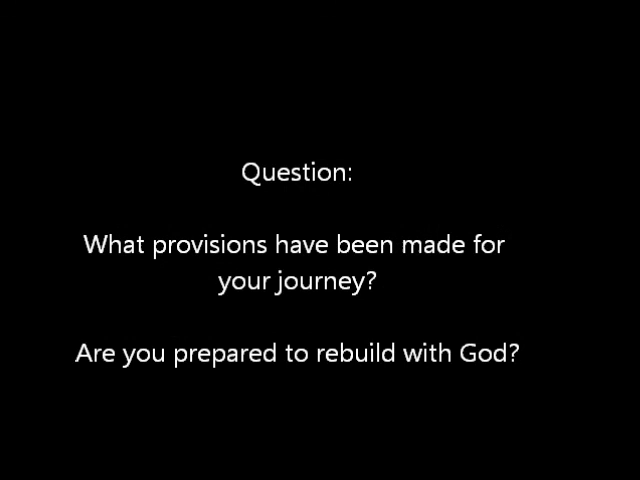 Question:
What provisions have been made for
your journey?
Are you prepared to rebuild with God?